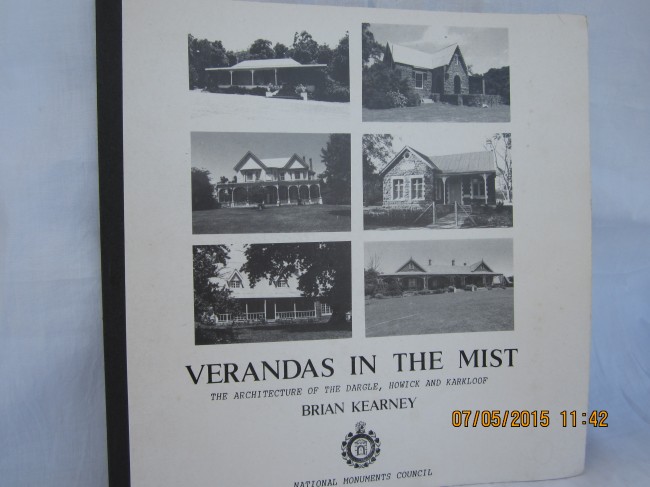 VERANDAS IN THE MIST
THE ARCHITECTURE OF THE DARGLE, HOWICK AND KARKLOOF
BRIAN KEARNEY
NATIONAL MONUMENTS COUNCIL
07/05/2015 11:42